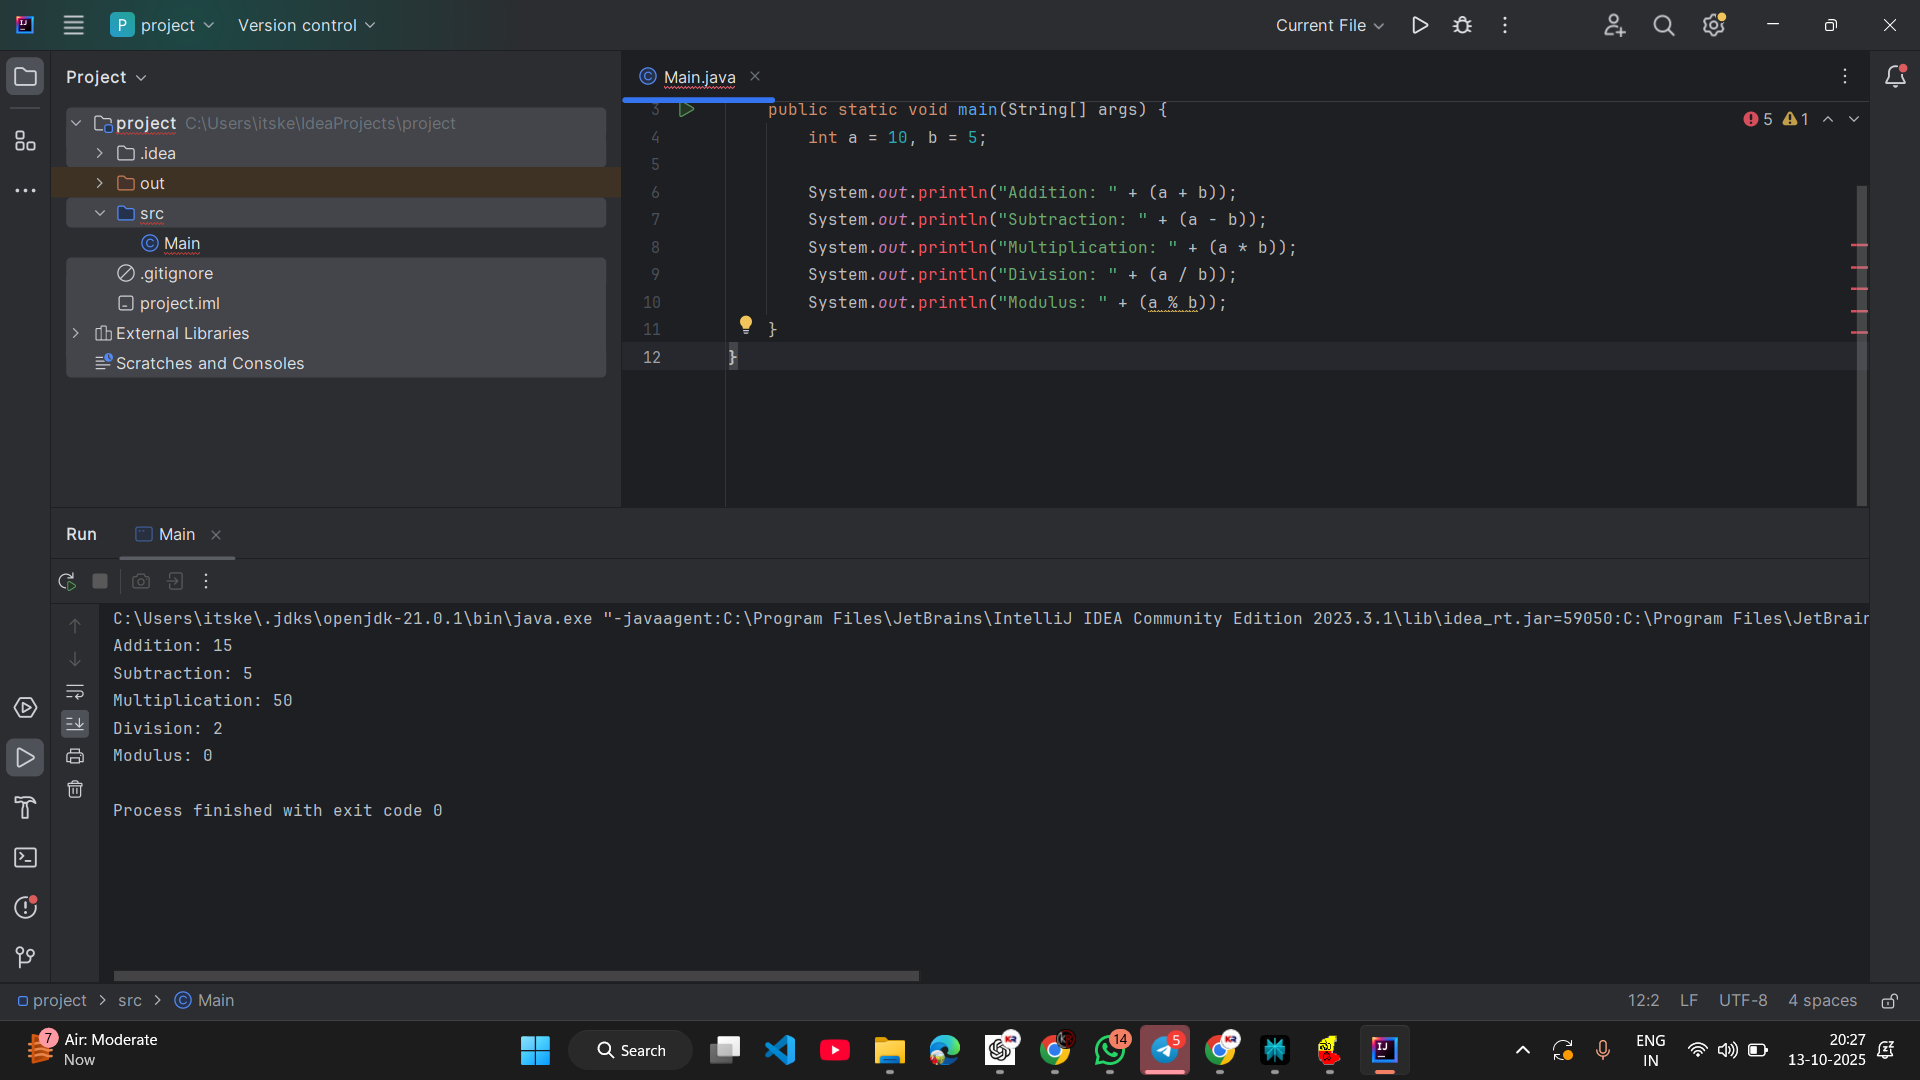 P project Version control Current File
Project
Main.java
project C:\Users\itske\IdeaProjects\project
.idea
out
src
Main
.gitignore
project.iml
External Libraries
Scratches and Consoles
5 1
3 public static void main(String[] args) {
4 int a = 10, b = 5;
5
6 System.out.println("Addition: " + (a + b));
7 System.out.println("Subtraction: " + (a - b));
8 System.out.println("Multiplication: " + (a * b));
9 System.out.println("Division: " + (a / b));
10 System.out.println("Modulus: " + (a % b));
11 }
12 }
Run Main
C:\Users\itske\.jdks\openjdk-21.0.1\bin\java.exe "-javaagent:C:\Program Files\JetBrains\IntelliJ IDEA Community Edition 2023.3.1\lib\idea_rt.jar=59050:C:\Program Files\JetBrain
Addition: 15
Subtraction: 5
Multiplication: 50
Division: 2
Modulus: 0
Process finished with exit code 0
project > src > Main 12:2 LF UTF-8 4 spaces
7 Air: Moderate
Now
Search
14
5
ENG
IN
20:27
13-10-2025